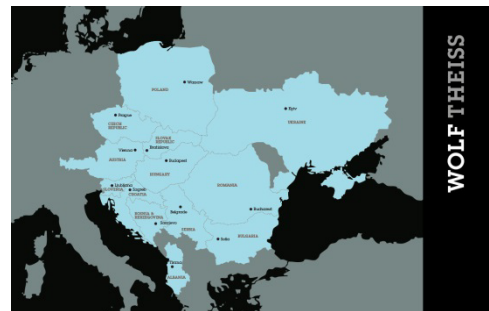 Warsaw
POLAND
Kyiv
UKRAINE
Prague
CZECH
REPUBLIC
SLOVAK
REPUBLIC
Bratislava
Vienna
AUSTRIA
Budapest
HUNGARY
Ljubljana
SLOVENIA
Zagreb
CROATIA
ROMANIA
Bucharest
BOSNIA &
HERZEGOVINA
Belgrade
Sarajevo
SERBIA
Sofia
BULGARIA
Tirana
ALBANIA
WOLF THEISS